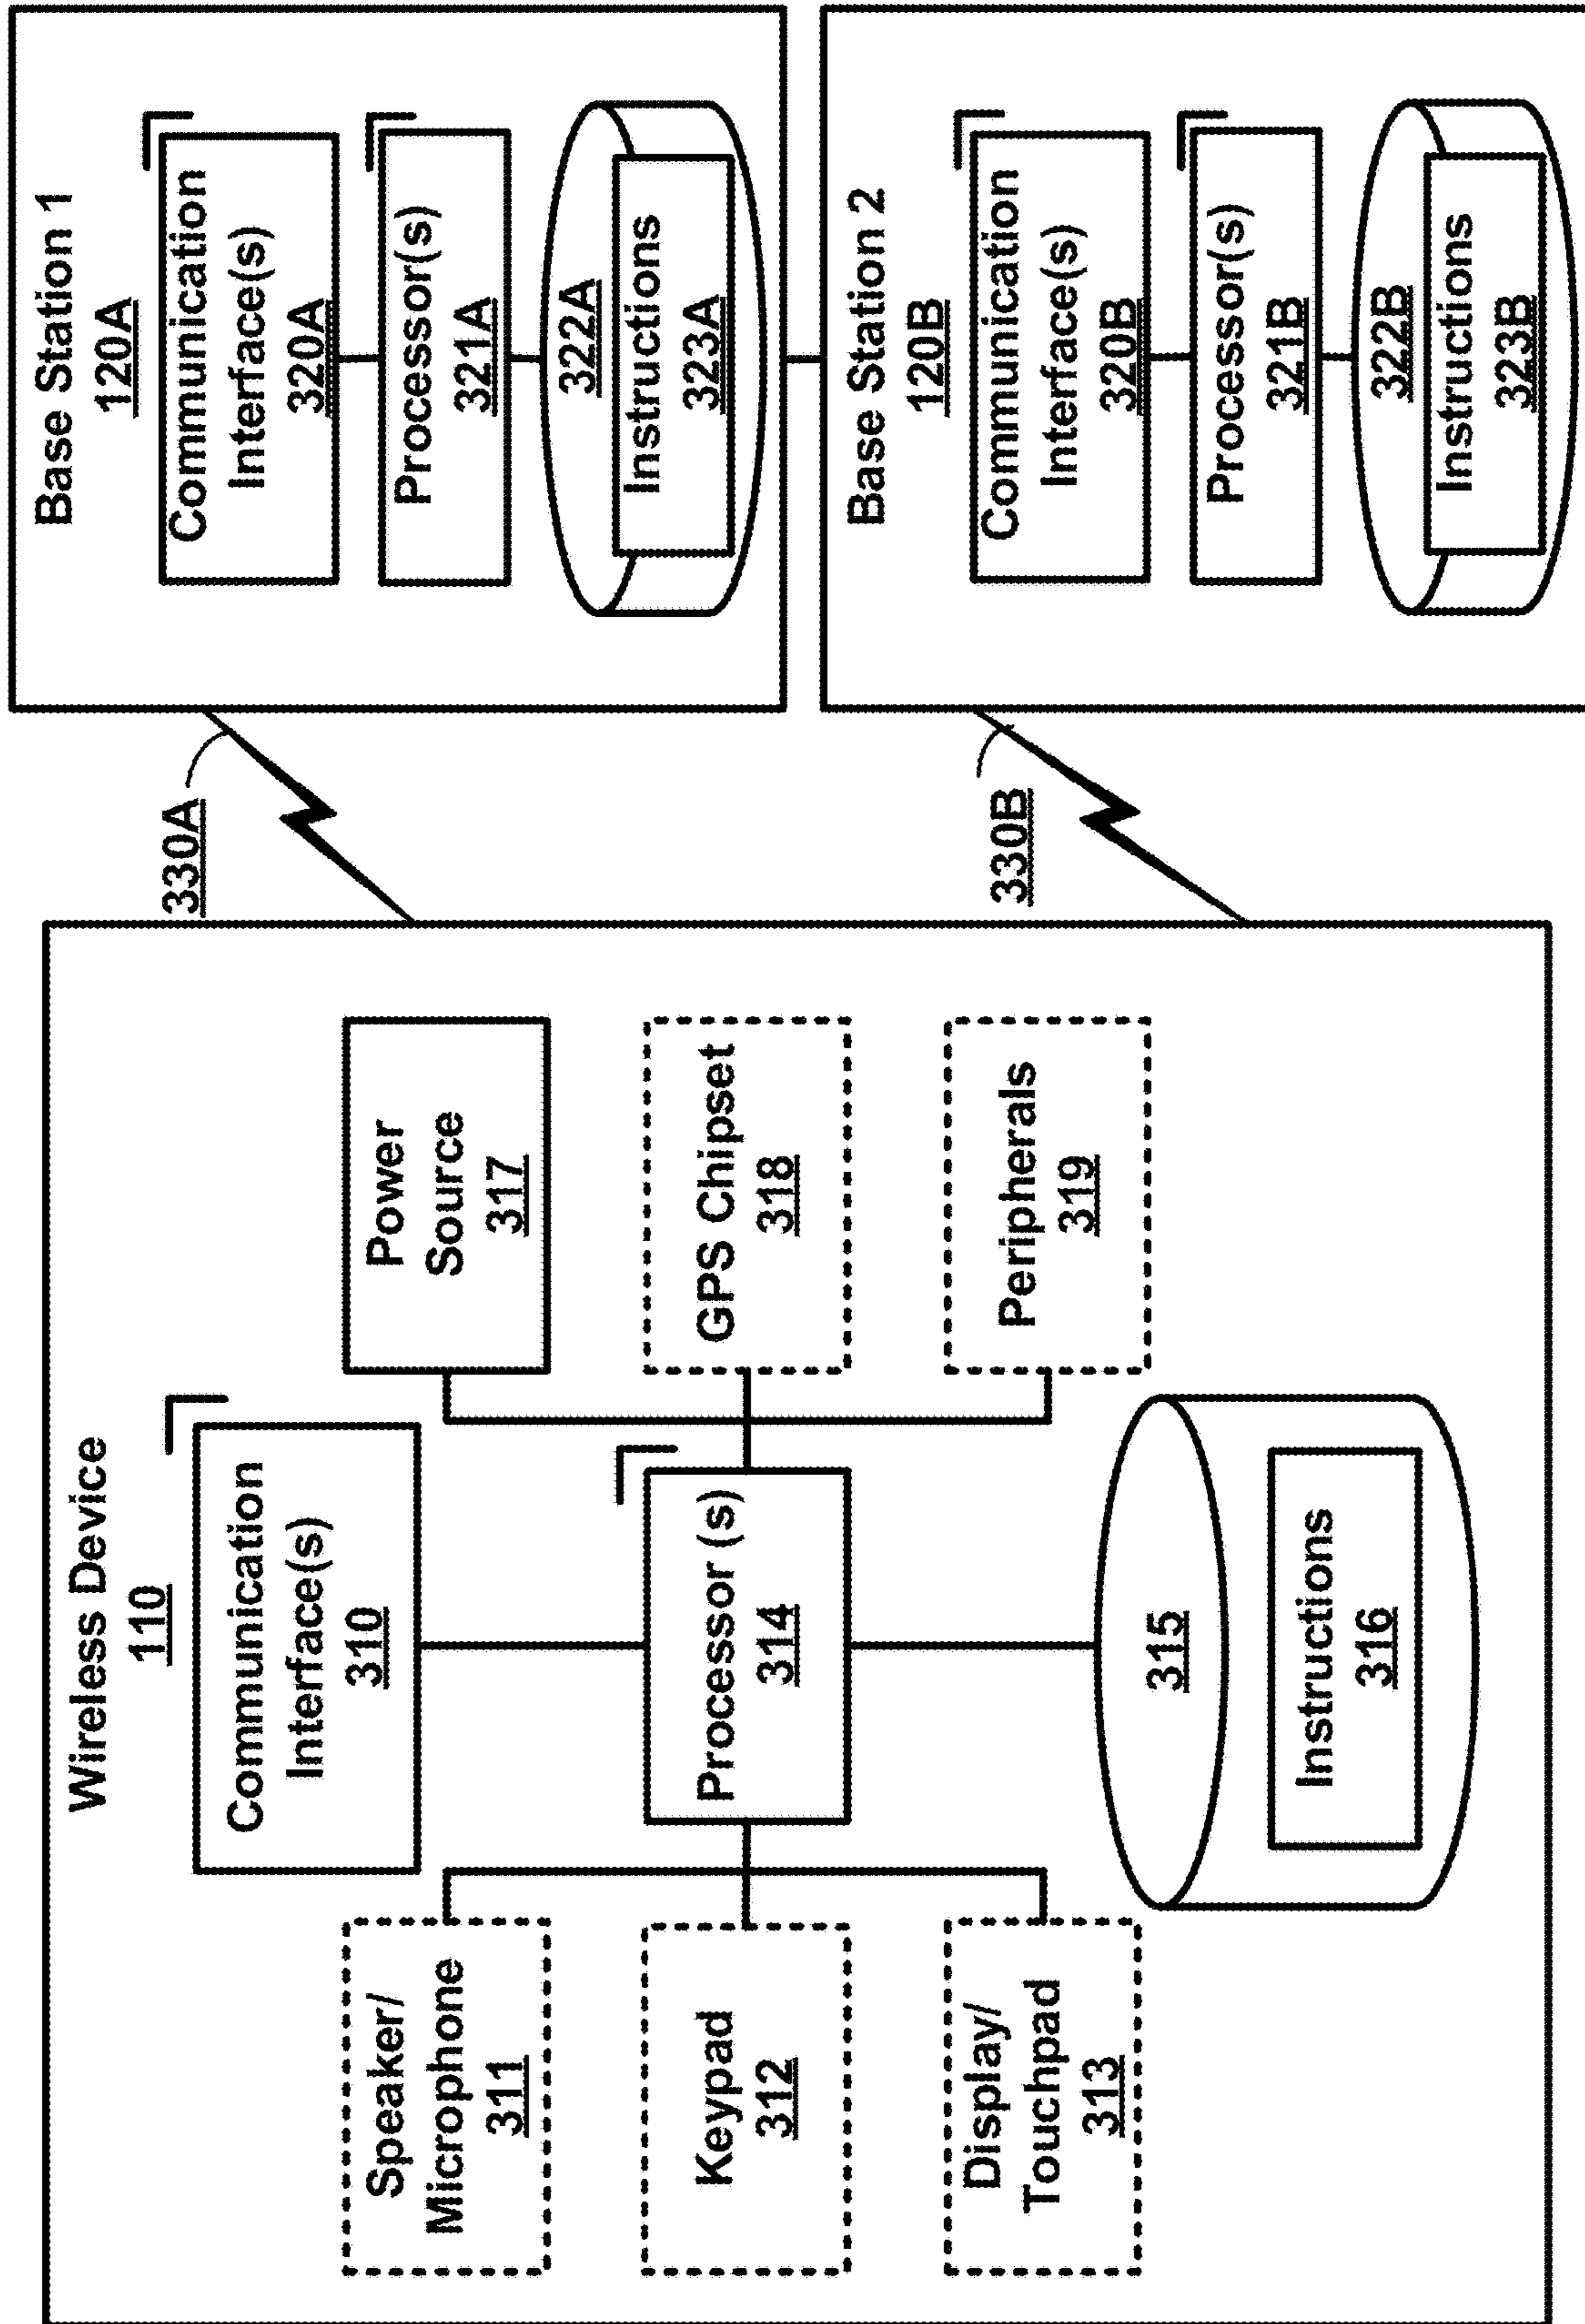 Wireless Device
110
Communication
Interface(s)
310
Speaker/
Microphone
311
Keypad
312
Display/
Touchpad
313
Processor (s)
314
Power
Source
317
GPS Chipset
318
Peripherals
319
315
Instructions
316
330A
330B
Base Station 1
120A
Communication
Interface(s)
320A
Processor(s)
321A
322A
Instructions
323A
Base Station 2
120B
Communication
Interface(s)
320B
Processor(s)
321B
322B
Instructions
323B